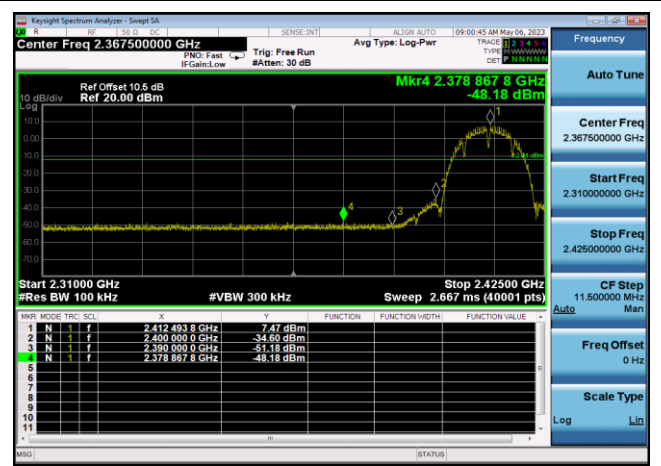 Keysight Spectrum Analyzer - Swept SA
R RF 50 Ω DC SENSE:INT ALIGN AUTO 09:00:45 AM May 06, 2023
Center Freq 2.367500000 GHz
PNO: Fast
IFGain:Low
Trig: Free Run
#Atten: 30 dB
Avg Type: Log-Pwr
TRACE 1 2 3 4 5 6
TYPE M W W W W W
DET P N N N N N
Frequency
Auto Tune
Center Freq
2.367500000 GHz
Start Freq
2.310000000 GHz
Stop Freq
2.425000000 GHz
CF Step
11.500000 MHz
Auto Man
Freq Offset
0 Hz
Scale Type
Log Lin
Ref Offset 10.5 dB
10 dB/div Ref 20.00 dBm
Log
Mkr4 2.378 867 8 GHz
-48.18 dBm
10.0
0.00
-10.0
-20.0
-30.0
-40.0
-50.0
-60.0
-70.0
1
2
3
4
Start 2.31000 GHz Stop 2.42500 GHz
#Res BW 100 kHz #VBW 300 kHz Sweep 2.667 ms (40001 pts)
MKR MODE TRC SCL X Y FUNCTION FUNCTION WIDTH FUNCTION VALUE
1 N 1 f 2.412 493 8 GHz 7.47 dBm
2 N 1 f 2.400 000 0 GHz -34.60 dBm
3 N 1 f 2.390 000 0 GHz -51.18 dBm
4 N 1 f 2.378 867 8 GHz -48.18 dBm
5
6
7
8
9
10
11
MSG STATUS